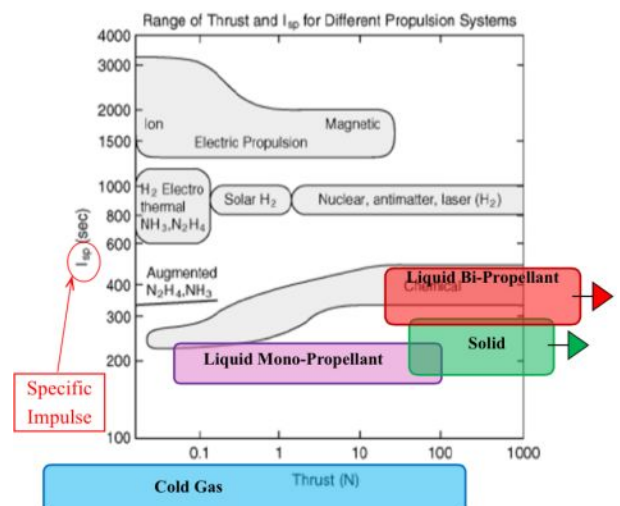 Range of Thrust and Isp for Different Propulsion Systems
4000
3000
2000
1500
1000
800
600
400
300
200
100
Isp (sec)
Ion
Magnetic
Electric Propulsion
H2 Electro
thermal
NH3,N2H4
Solar H2
Nuclear, antimatter, laser (H2)
Augmented
N2H4,NH3
Liquid Bi-Propellant
Chemical
Solid
Liquid Mono-Propellant
Specific
Impulse
0.1
1
10
100
1000
Thrust (N)
Cold Gas